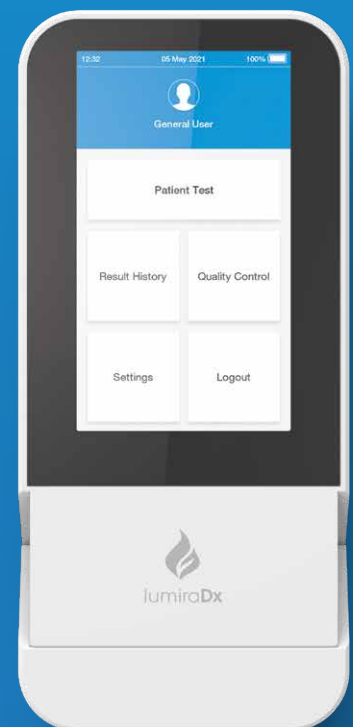 12:32 05 May 2021 100%
General User
Patient Test
Result History Quality Control
Settings Logout
lumiraDx